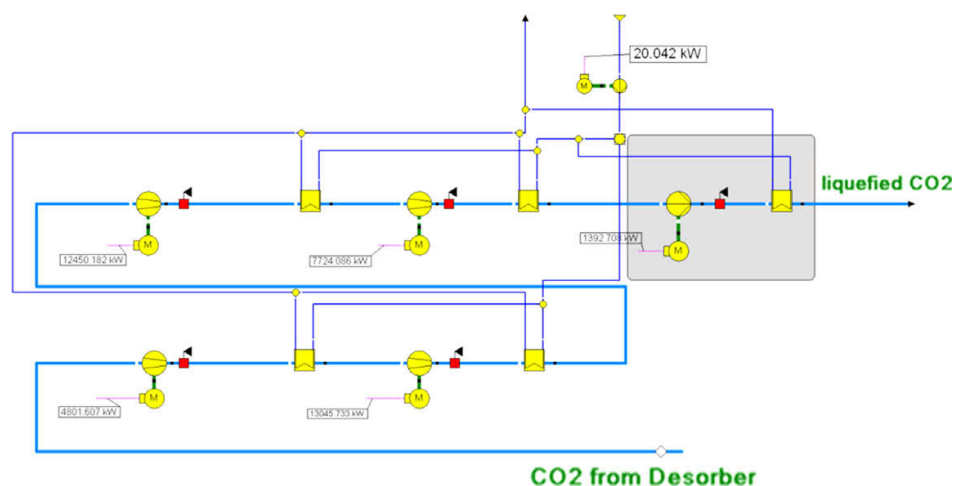 20.042 kW
M
liquefied CO2
M
M
M
12450.182 kW
7724.086 kW
1392.708 kW
M
M
4801.607 kW
13045.733 kW
CO2 from Desorber